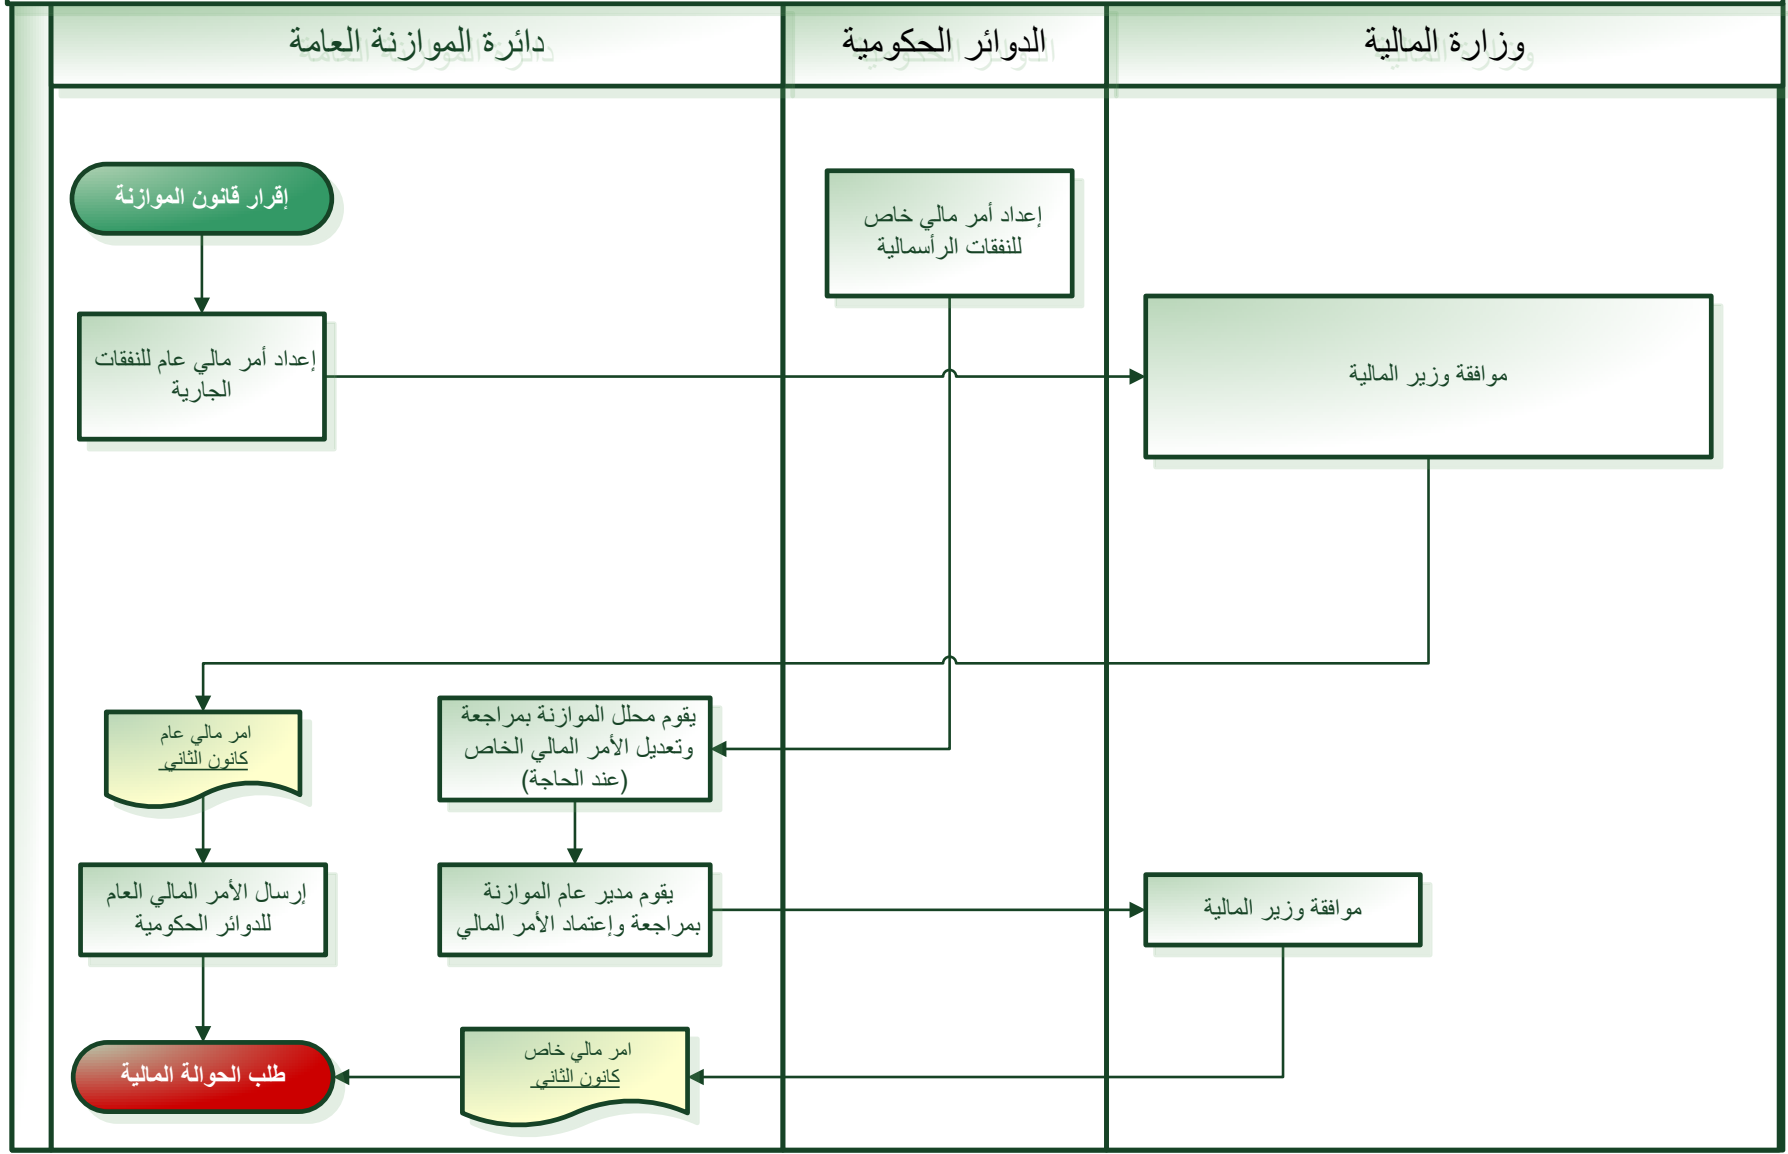 وزارة المالية
الدوائر الحكومية
دائرة الموازنة العامة
إقرار قانون الموازنة
إعداد أمر مالي خاص
للنفقات الرأسمالية
إعداد أمر مالي عام للنفقات
الجارية
موافقة وزير المالية
يقوم محلل الموازنة بمراجعة
وتعديل الأمر المالي الخاص
(عند الحاجة)
امر مالي عام
كانون الثاني
موافقة وزير المالية
يقوم مدير عام الموازنة
بمراجعة وإعتماد الأمر المالي
إرسال الأمر المالي العام
للدوائر الحكومية
امر مالي خاص
كانون الثاني
طلب الحوالة المالية